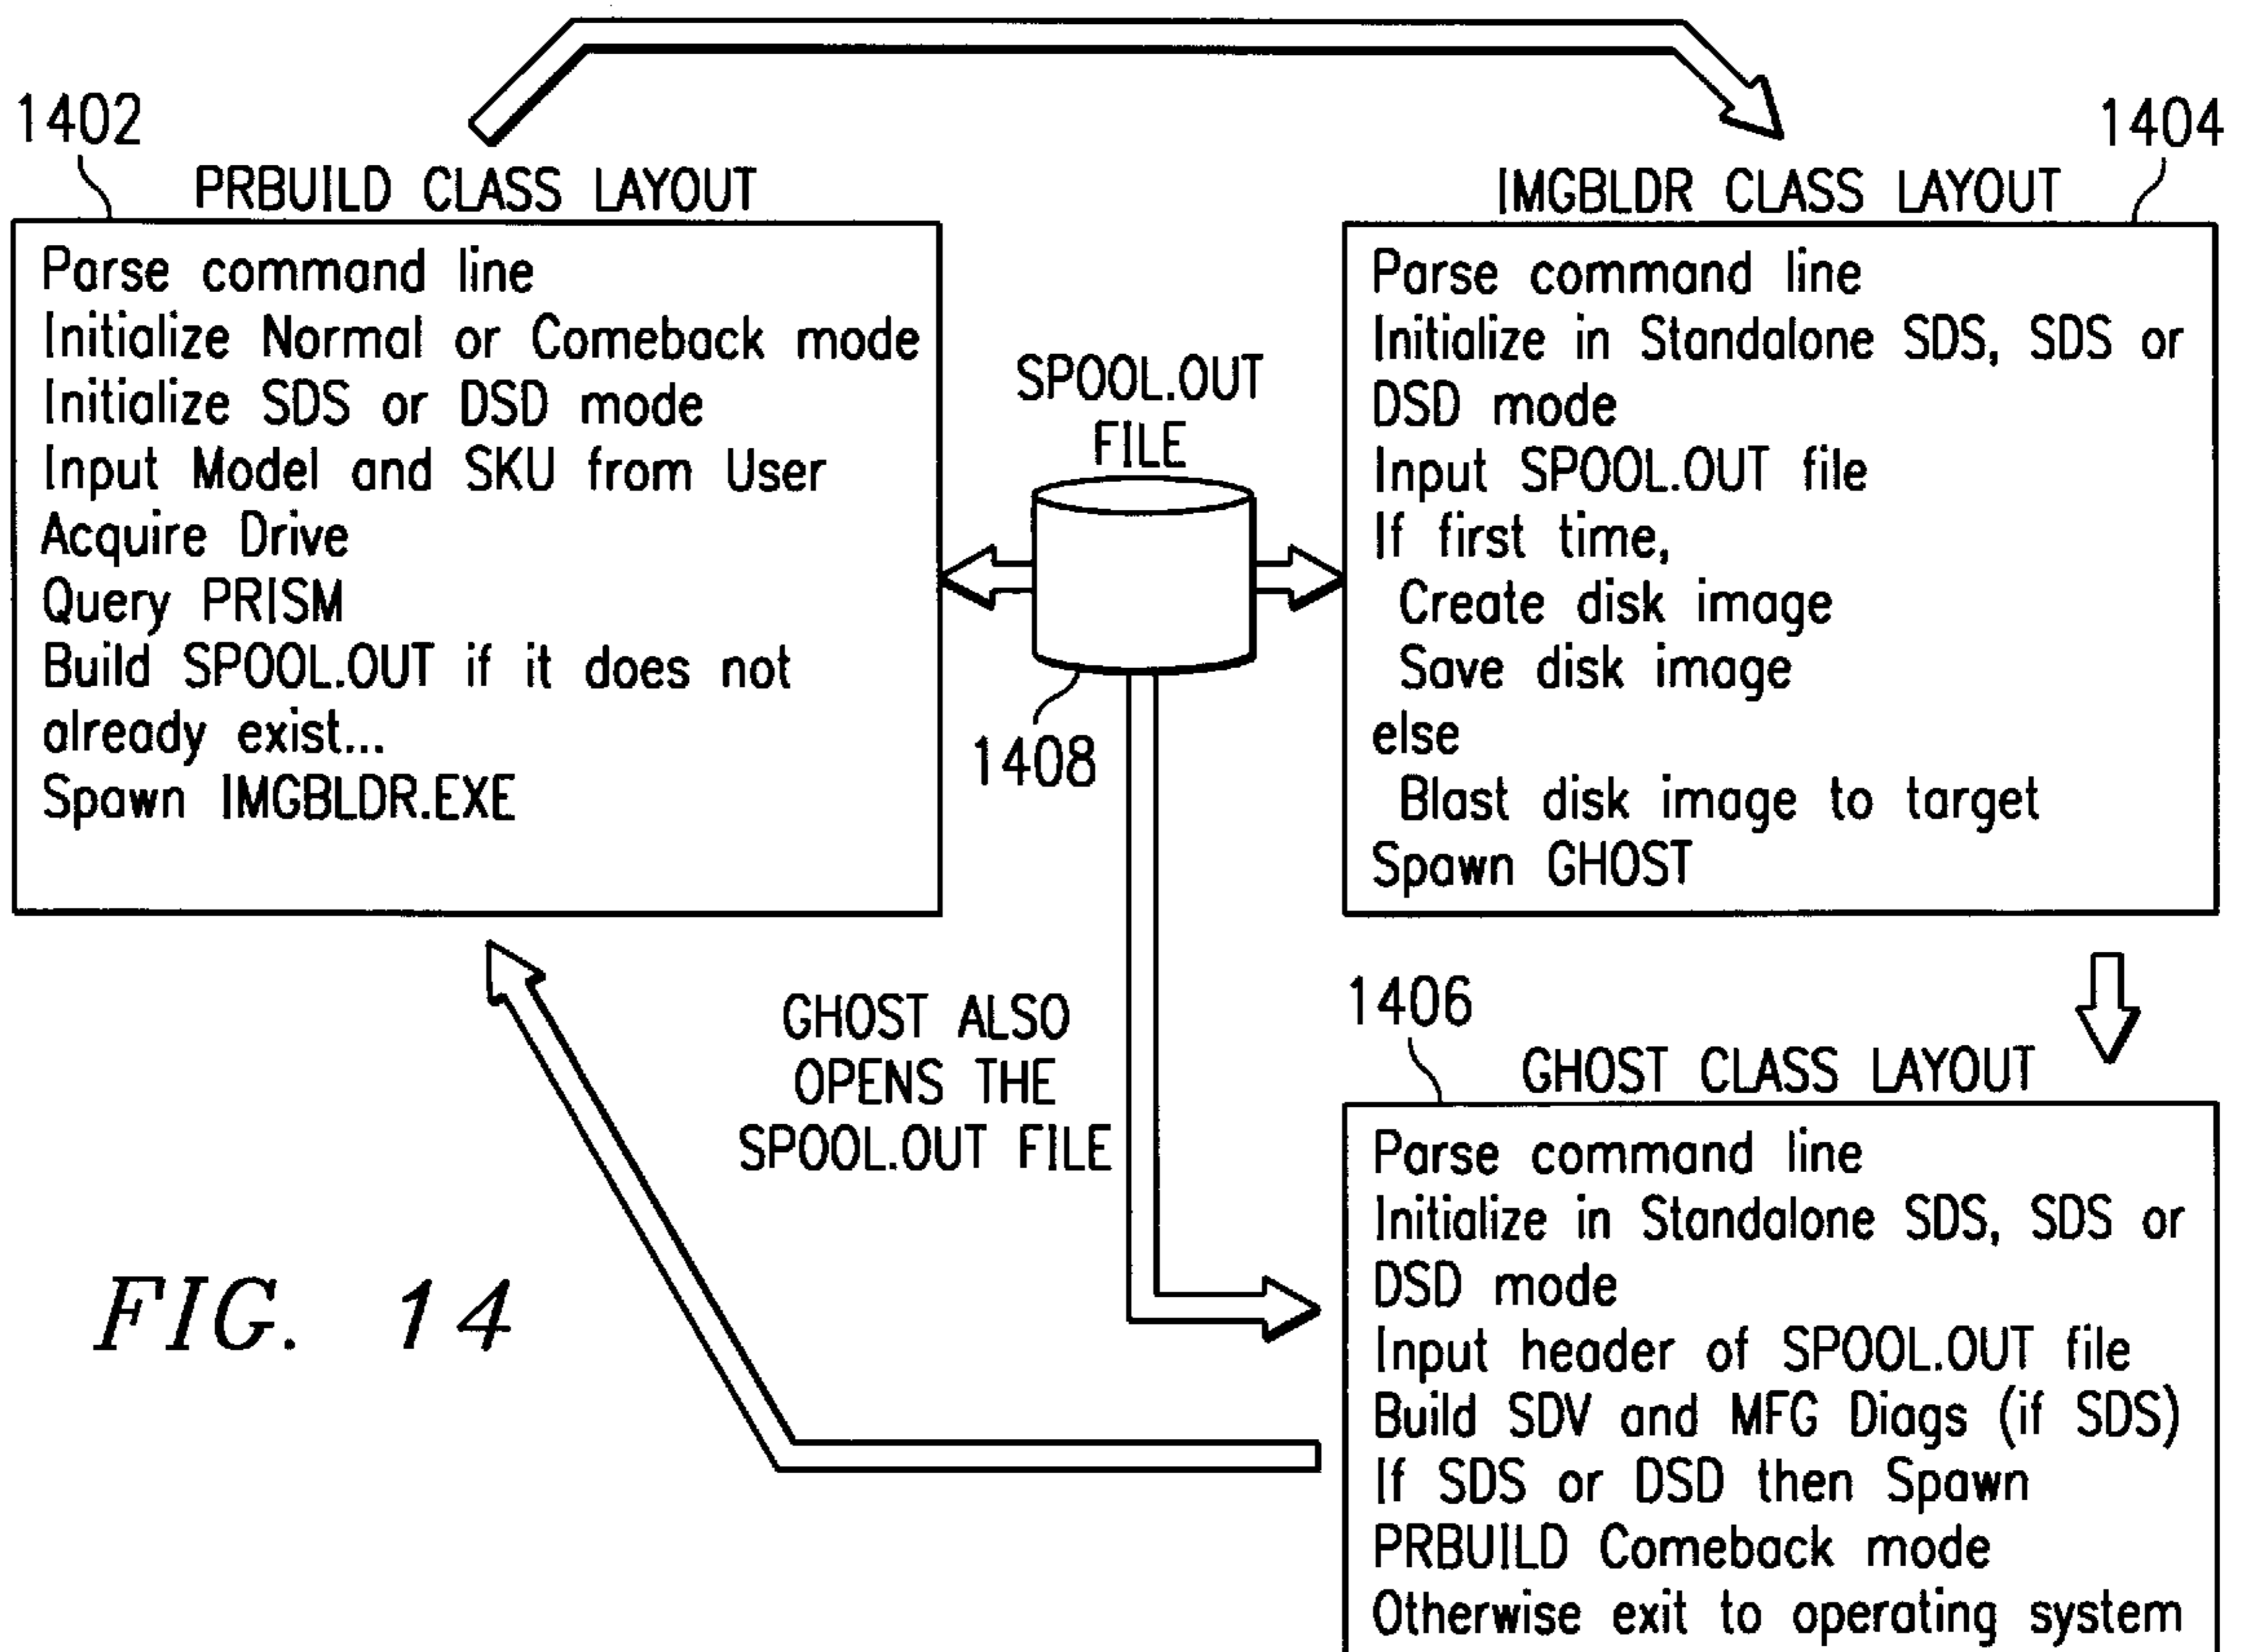 1402
PRBUILD CLASS LAYOUT
Parse command line
Initialize Normal or Comeback mode
Initialize SDS or DSD mode
Input Model and SKU from User
Acquire Drive
Query PRISM
Build SPOOL.OUT if it does not
already exist...
Spawn IMGBLDR.EXE
SPOOL.OUT
FILE
1408
1404
IMGBLDR CLASS LAYOUT
Parse command line
Initialize in Standalone SDS, SDS or
DSD mode
Input SPOOL.OUT file
If first time,
Create disk image
Save disk image
else
Blast disk image to target
Spawn GHOST
GHOST ALSO
OPENS THE
SPOOL.OUT FILE
1406
GHOST CLASS LAYOUT
Parse command line
Initialize in Standalone SDS, SDS or
DSD mode
Input header of SPOOL.OUT file
Build SDV and MFG Diags (if SDS)
If SDS or DSD then Spawn
PRBUILD Comeback mode
Otherwise exit to operating system
FIG. 14